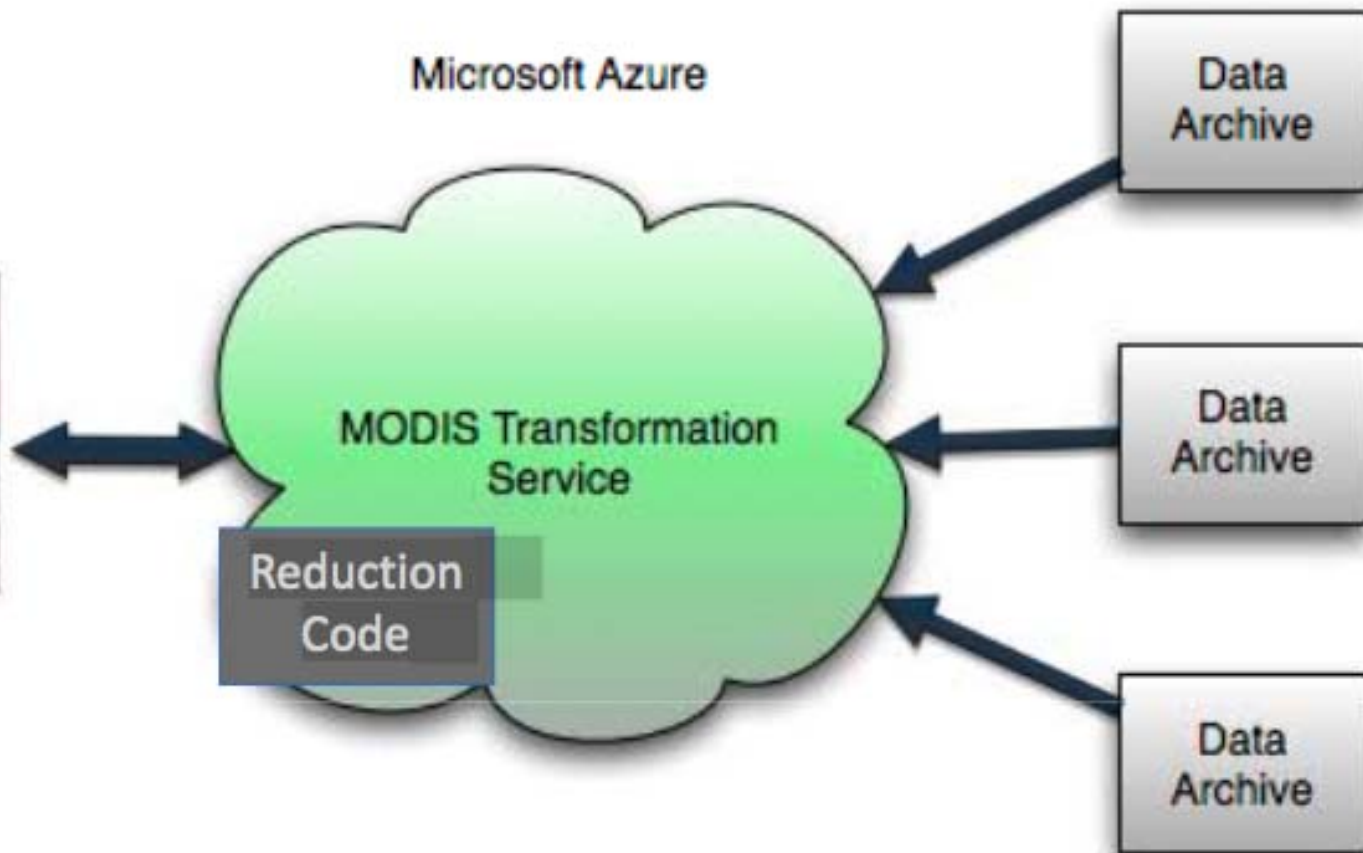 Microsoft Azure
Data
Archive
MODIS Transformation
Service
Data
Archive
Reduction
Code
Data
Archive